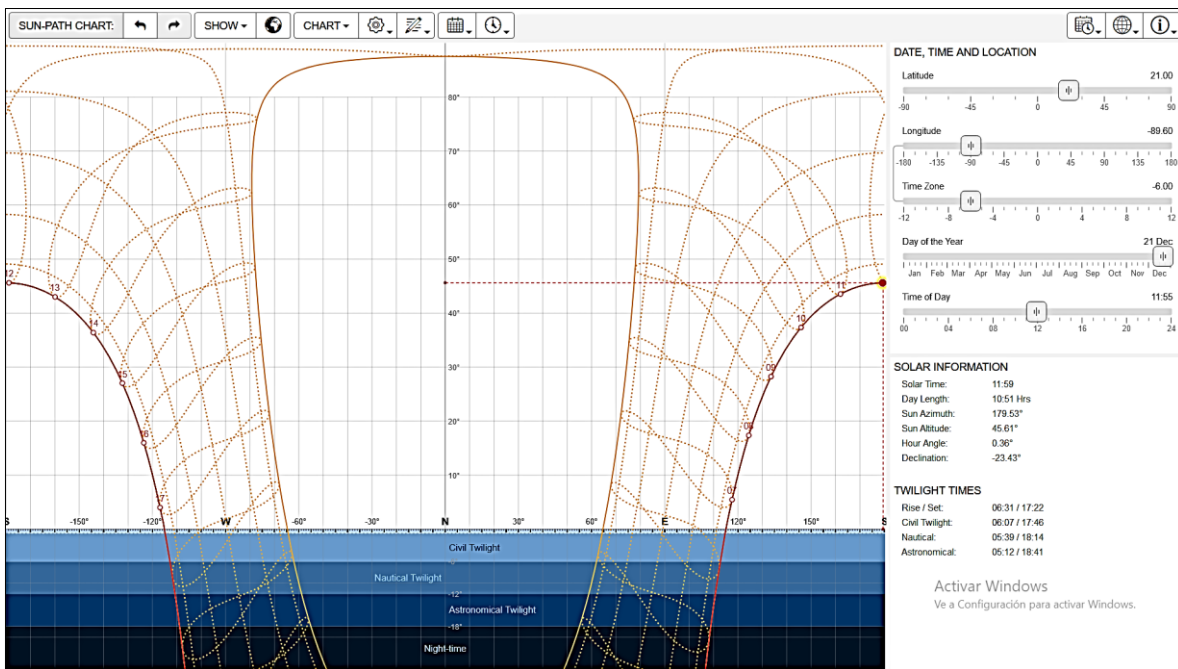 SUN-PATH CHART: SHOW CHART
DATE, TIME AND LOCATION
Latitude 21.00
-90 -45 0 45 90
Longitude -89.60
-180 -135 -90 -45 0 45 90 135 180
Time Zone -6.00
-12 -8 -4 0 4 8 12
Day of the Year 21 Dec
Jan Feb Mar Apr May Jun Jul Aug Sep Oct Nov Dec
Time of Day 11:55
00 04 08 12 16 20 24
SOLAR INFORMATION
Solar Time: 11:59
Day Length: 10:51 Hrs
Sun Azimuth: 179.53°
Sun Altitude: 45.61°
Hour Angle: 0.36°
Declination: -23.43°
TWILIGHT TIMES
Rise / Set: 06:31 / 17:22
Civil Twilight: 06:07 / 17:46
Nautical: 05:39 / 18:14
Astronomical: 05:12 / 18:41
Activar Windows
Ve a Configuración para activar Windows.
80°
70°
60°
50°
40°
30°
20°
10°
12
13
14
15
16
17
11
10
S -150° -120° W -60° -30° N 30° 60° E 120° 150° S
Civil Twilight
Nautical Twilight
-12°
Astronomical Twilight
-18°
Night-time